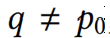 q ≠ p₀